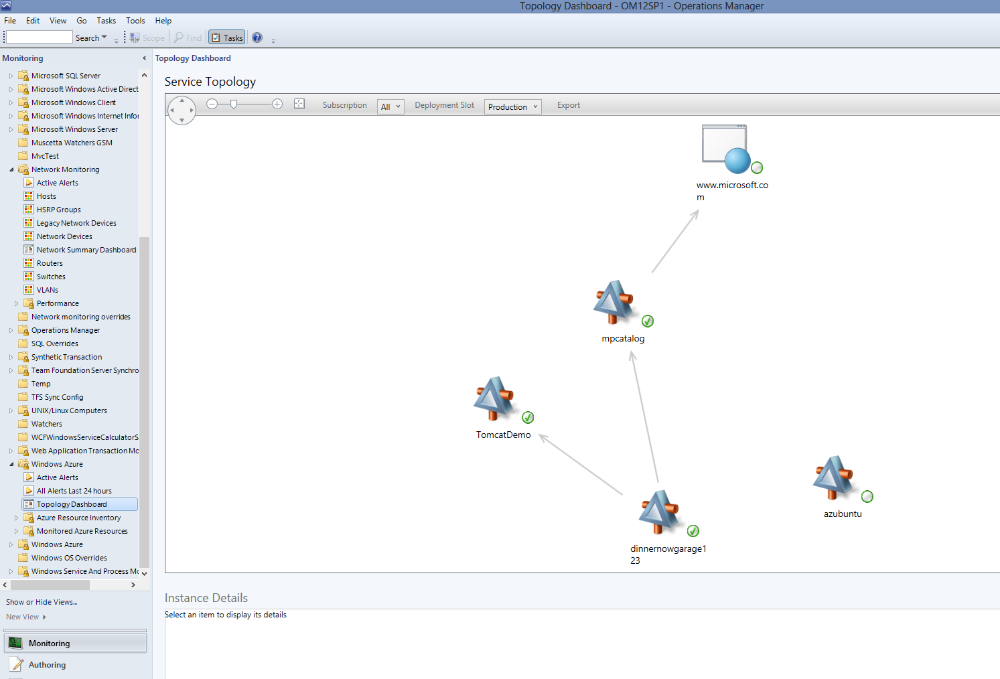 Topology Dashboard - OM12SP1 - Operations Manager
File Edit View Go Tasks Tools Help
Search Scope Find Tasks
Monitoring
Microsoft SQL Server
Microsoft Windows Active Direct
Microsoft Windows Client
Microsoft Windows Internet Infor
Microsoft Windows Server
Muscetta Watchers GSM
MvcTest
Network Monitoring
Active Alerts
Hosts
HSRP Groups
Legacy Network Devices
Network Devices
Network Summary Dashboard
Routers
Switches
VLANs
Performance
Network monitoring overrides
Operations Manager
SQL Overrides
Synthetic Transaction
Team Foundation Server Synchro
Temp
TFS Sync Config
UNIX/Linux Computers
Watchers
WCFWindowsServiceCalculatorS
Web Application Transaction Mo
Windows Azure
Active Alerts
All Alerts Last 24 hours
Topology Dashboard
Azure Resource Inventory
Monitored Azure Resources
Windows Azure
Windows OS Overrides
Windows Service And Process Mo
Show or Hide Views...
New View
Monitoring
Authoring
Topology Dashboard
Service Topology
Subscription All Deployment Slot Production Export
www.microsoft.co
m
mpcatalog
TomcatDemo
azubuntu
dinnernowgarage1
23
Instance Details
Select an item to display its details